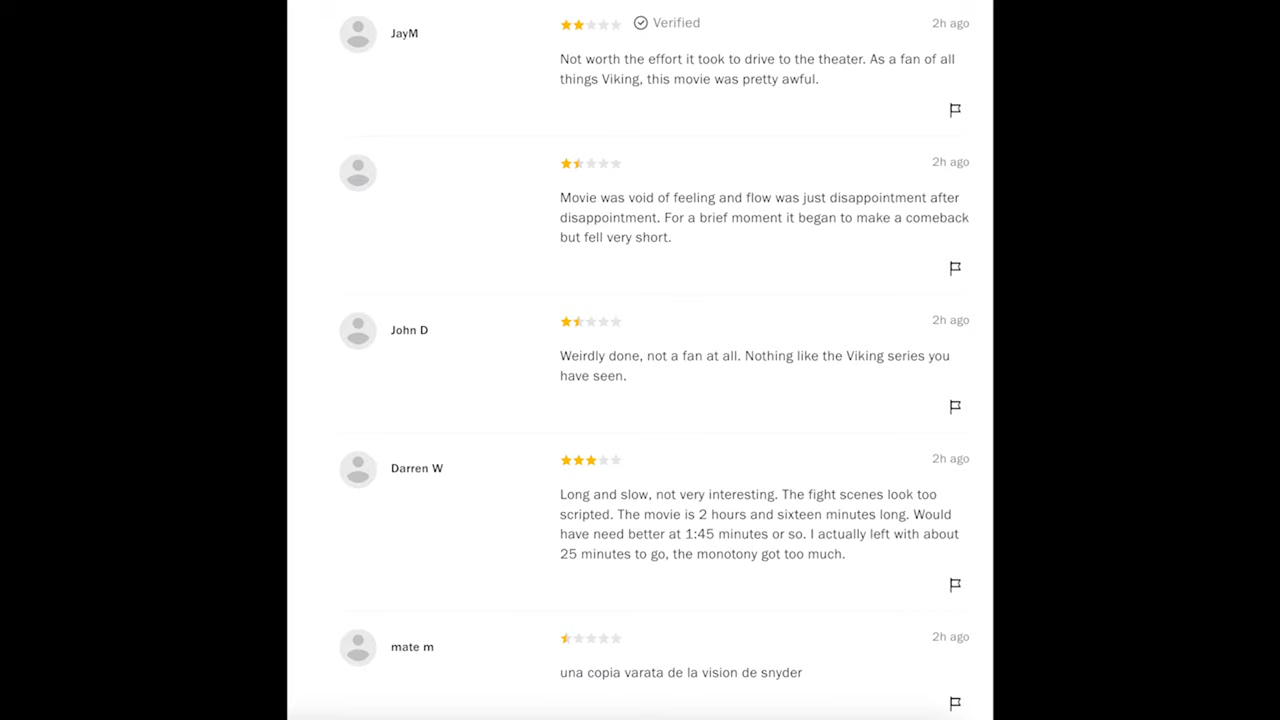 JayM
Verified
2h ago
Not worth the effort it took to drive to the theater. As a fan of all
things Viking, this movie was pretty awful.
2h ago
Movie was void of feeling and flow was just disappointment after
disappointment. For a brief moment it began to make a comeback
but fell very short.
John D
2h ago
Weirdly done, not a fan at all. Nothing like the Viking series you
have seen.
Darren W
2h ago
Long and slow, not very interesting. The fight scenes look too
scripted. The movie is 2 hours and sixteen minutes long. Would
have need better at 1:45 minutes or so. I actually left with about
25 minutes to go, the monotony got too much.
mate m
2h ago
una copia varata de la vision de snyder